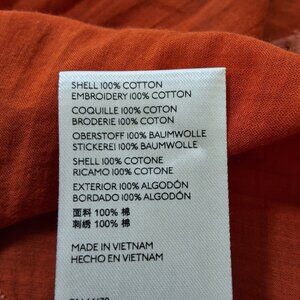 SHELL 100% COTTON
EMBROIDERY 100% COTTON
COQUILLE 100% COTON
BRODERIE 100% COTON
OBERSTOFF 100% BAUMWOLLE
STICKEREI 100% BAUMWOLLE
SHELL 100% COTONE
RICAMO 100% COTONE
EXTERIOR 100% ALGODÓN
BORDADO 100% ALGODÓN
面料 100% 棉
刺绣 100% 棉
MADE IN VIETNAM
HECHO EN VIETNAM